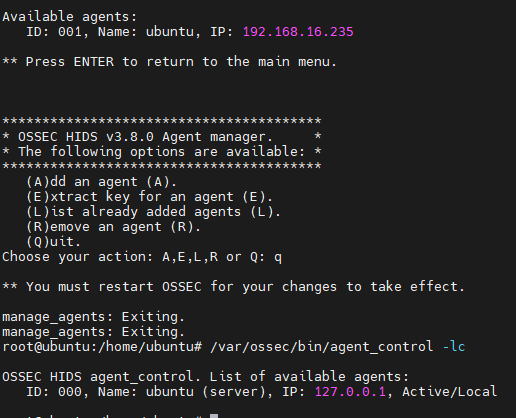 Available agents:
ID: 001, Name: ubuntu, IP: 192.168.16.235
** Press ENTER to return to the main menu.
****************************************
* OSSEC HIDS v3.8.0 Agent manager.     *
* The following options are available: *
****************************************
(A)dd an agent (A).
(E)xtract key for an agent (E).
(L)ist already added agents (L).
(R)emove an agent (R).
(Q)uit.
Choose your action: A,E,L,R or Q: q
** You must restart OSSEC for your changes to take effect.
manage_agents: Exiting.
manage_agents: Exiting.
root@ubuntu:/home/ubuntu# /var/ossec/bin/agent_control -lc
OSSEC HIDS agent_control. List of available agents:
ID: 000, Name: ubuntu (server), IP: 127.0.0.1, Active/Local